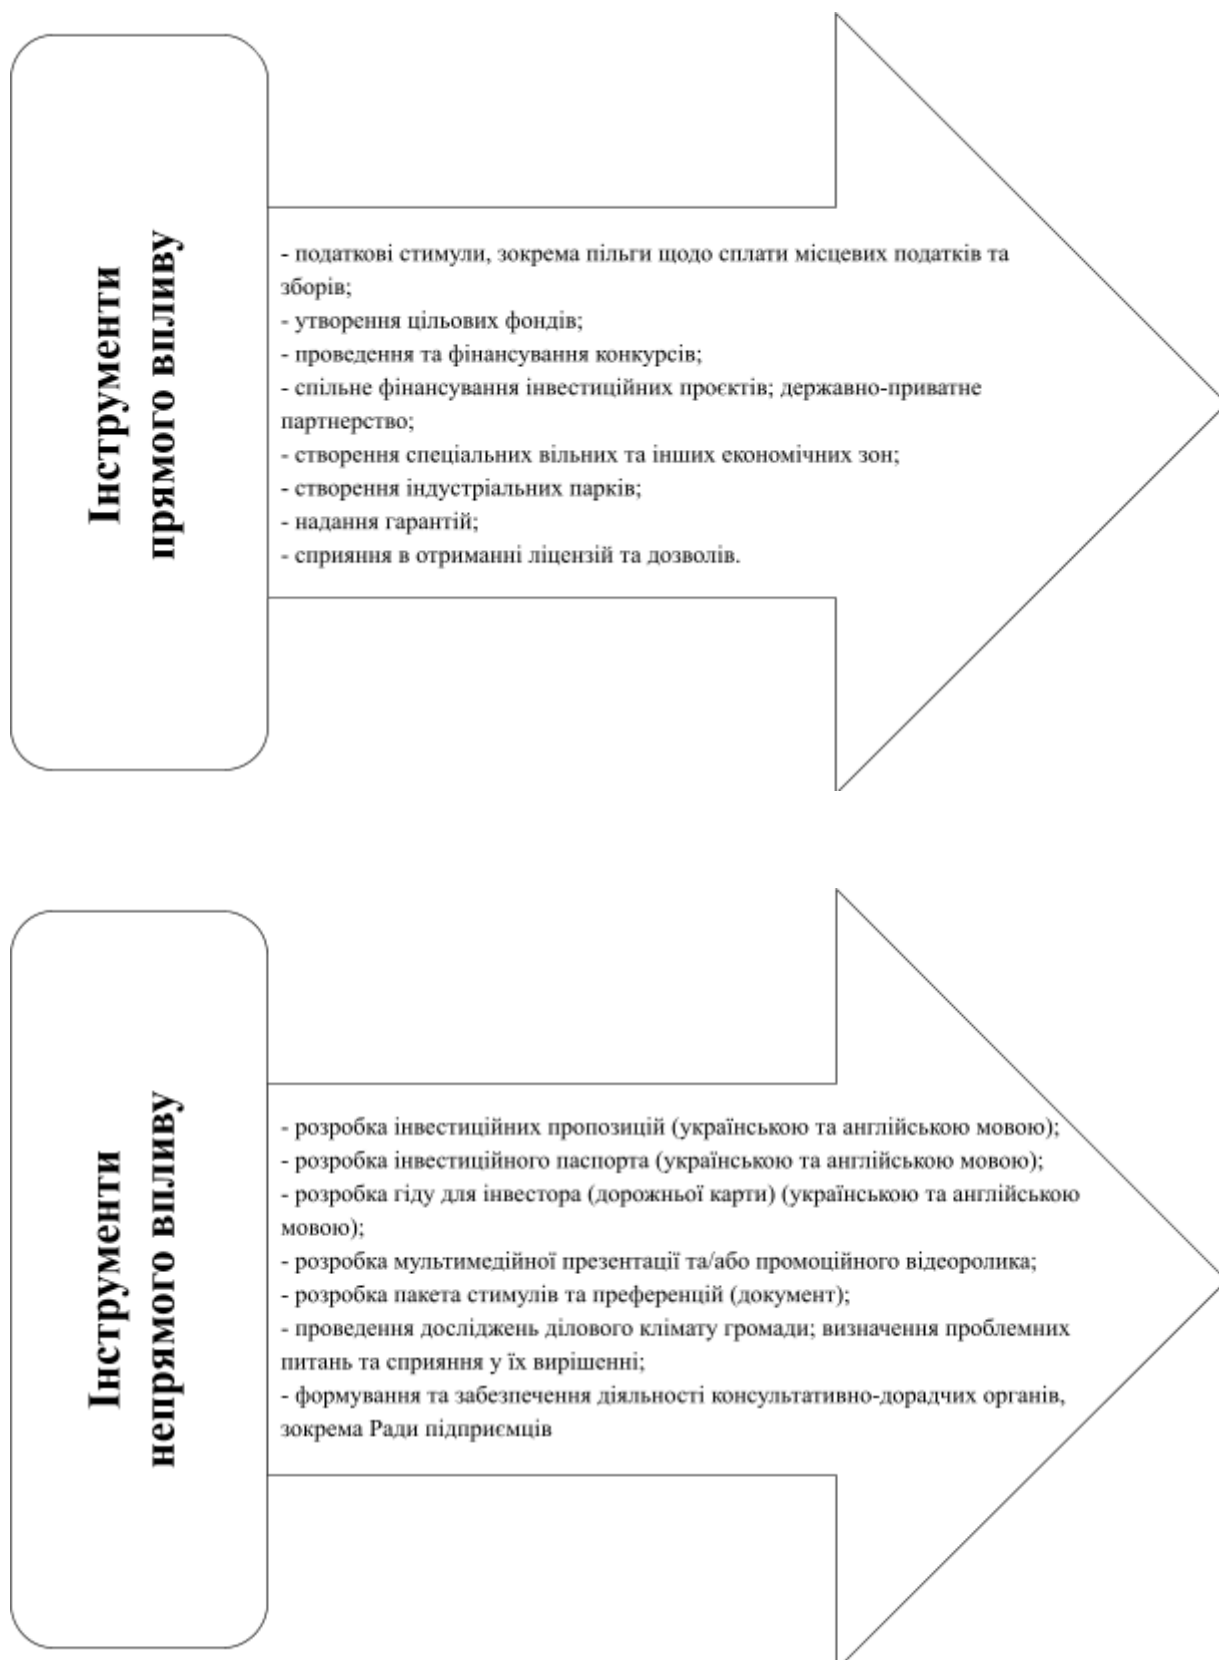 Інструменти
прямого впливу
- податкові стимули, зокрема пільги щодо сплати місцевих податків та
зборів;
- утворення цільових фондів;
- проведення та фінансування конкурсів;
- спільне фінансування інвестиційних проєктів; державно-приватне
партнерство;
- створення спеціальних вільних та інших економічних зон;
- створення індустріальних парків;
- надання гарантій;
- сприяння в отриманні ліцензій та дозволів.
Інструменти
непрямого впливу
- розробка інвестиційних пропозицій (українською та англійською мовою);
- розробка інвестиційного паспорта (українською та англійською мовою);
- розробка гіду для інвестора (дорожньої карти) (українською та англійською
мовою);
- розробка мультимедійної презентації та/або промоційного відеоролика;
- розробка пакета стимулів та преференцій (документ);
- проведення досліджень ділового клімату громади; визначення проблемних
питань та сприяння у їх вирішенні;
- формування та забезпечення діяльності консультативно-дорадчих органів,
зокрема Ради підприємців